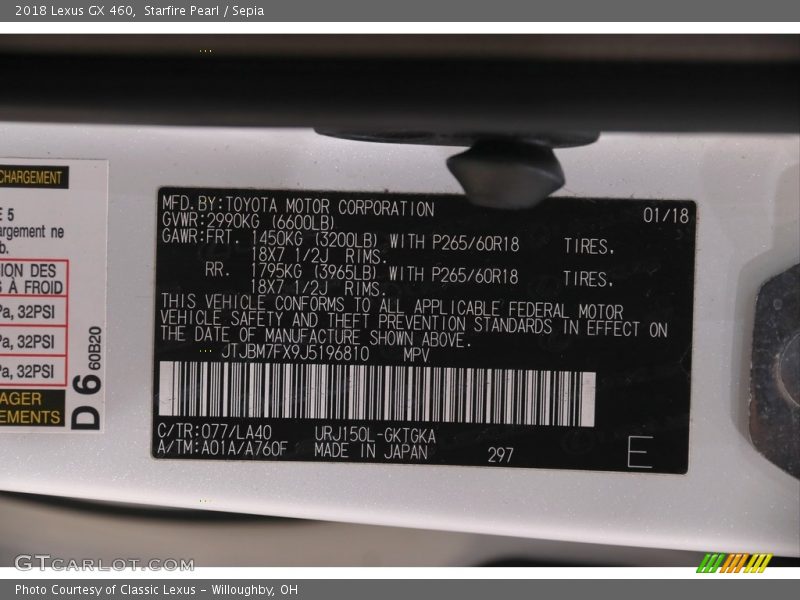 2018 Lexus GX 460, Starfire Pearl / Sepia
CHARGEMENT
E 5
argement ne
b.
ION DES
S À FROID
Pa, 32PSI
Pa, 32PSI
Pa, 32PSI
AGER
EMENTS
D 6 60B20
MFD. BY: TOYOTA MOTOR CORPORATION 01/18
GVWR: 2990KG (6600LB)
GAWR: FRT. 1450KG (3200LB) WITH P265/60R18 TIRES,
18X7 1/2J RIMS.
RR. 1795KG (3965LB) WITH P265/60R18 TIRES,
18X7 1/2J RIMS.
THIS VEHICLE CONFORMS TO ALL APPLICABLE FEDERAL MOTOR
VEHICLE SAFETY AND THEFT PREVENTION STANDARDS IN EFFECT ON
THE DATE OF MANUFACTURE SHOWN ABOVE.
JTJBM7FX9J5196810 MPV
C/TR: 077/LA40 URJ150L-GKTGKA
A/TM: A01A/A760F MADE IN JAPAN 297 E
GTCARLOT.COM
Photo Courtesy of Classic Lexus - Willoughby, OH